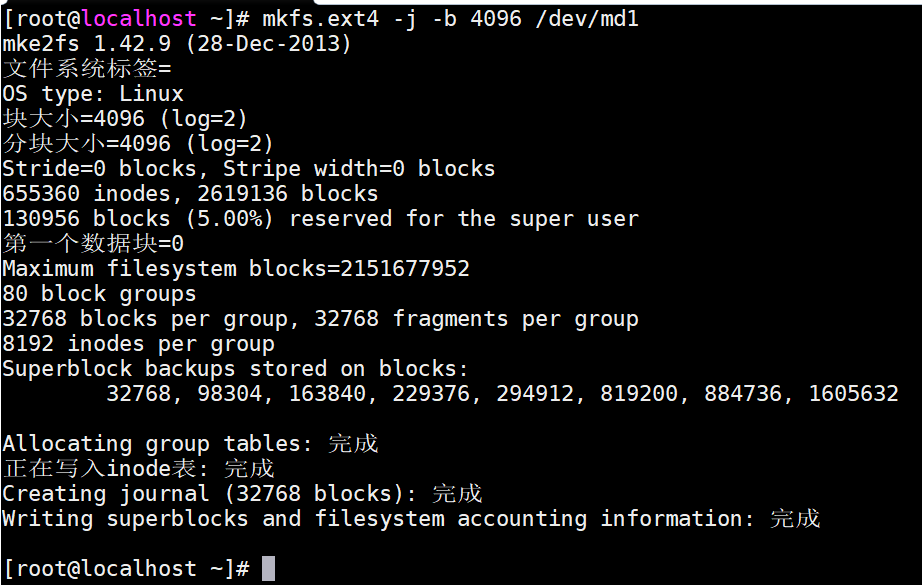 [root@localhost ~]# mkfs.ext4 -j -b 4096 /dev/md1
mke2fs 1.42.9 (28-Dec-2013)
文件系统标签=
OS type: Linux
块大小=4096 (log=2)
分块大小=4096 (log=2)
Stride=0 blocks, Stripe width=0 blocks
655360 inodes, 2619136 blocks
130956 blocks (5.00%) reserved for the super user
第一个数据块=0
Maximum filesystem blocks=2151677952
80 block groups
32768 blocks per group, 32768 fragments per group
8192 inodes per group
Superblock backups stored on blocks:
        32768, 98304, 163840, 229376, 294912, 819200, 884736, 1605632

Allocating group tables: 完成
正在写入inode表: 完成
Creating journal (32768 blocks): 完成
Writing superblocks and filesystem accounting information: 完成

[root@localhost ~]#